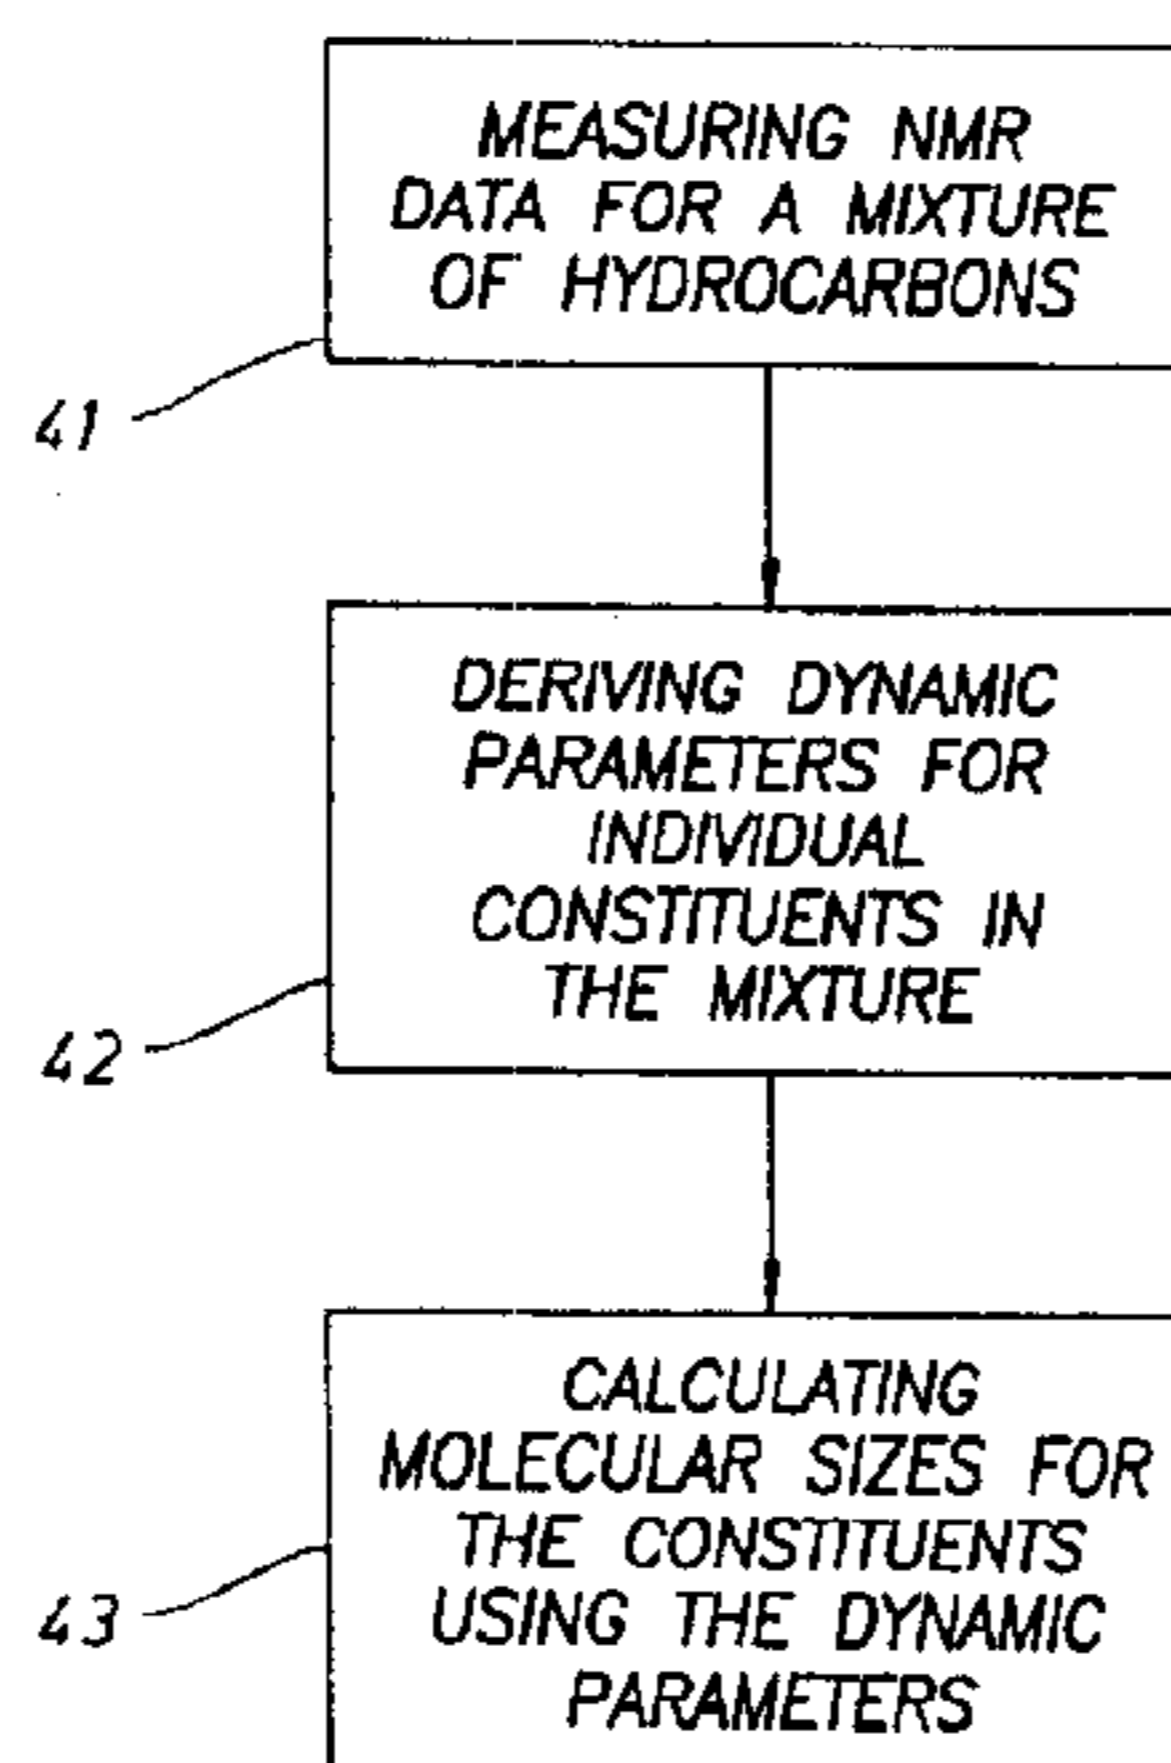 MEASURING NMR
DATA FOR A MIXTURE
OF HYDROCARBONS
41
DERIVING DYNAMIC
PARAMETERS FOR
INDIVIDUAL
CONSTITUENTS IN
THE MIXTURE
42
CALCULATING
MOLECULAR SIZES FOR
THE CONSTITUENTS
USING THE DYNAMIC
PARAMETERS
43